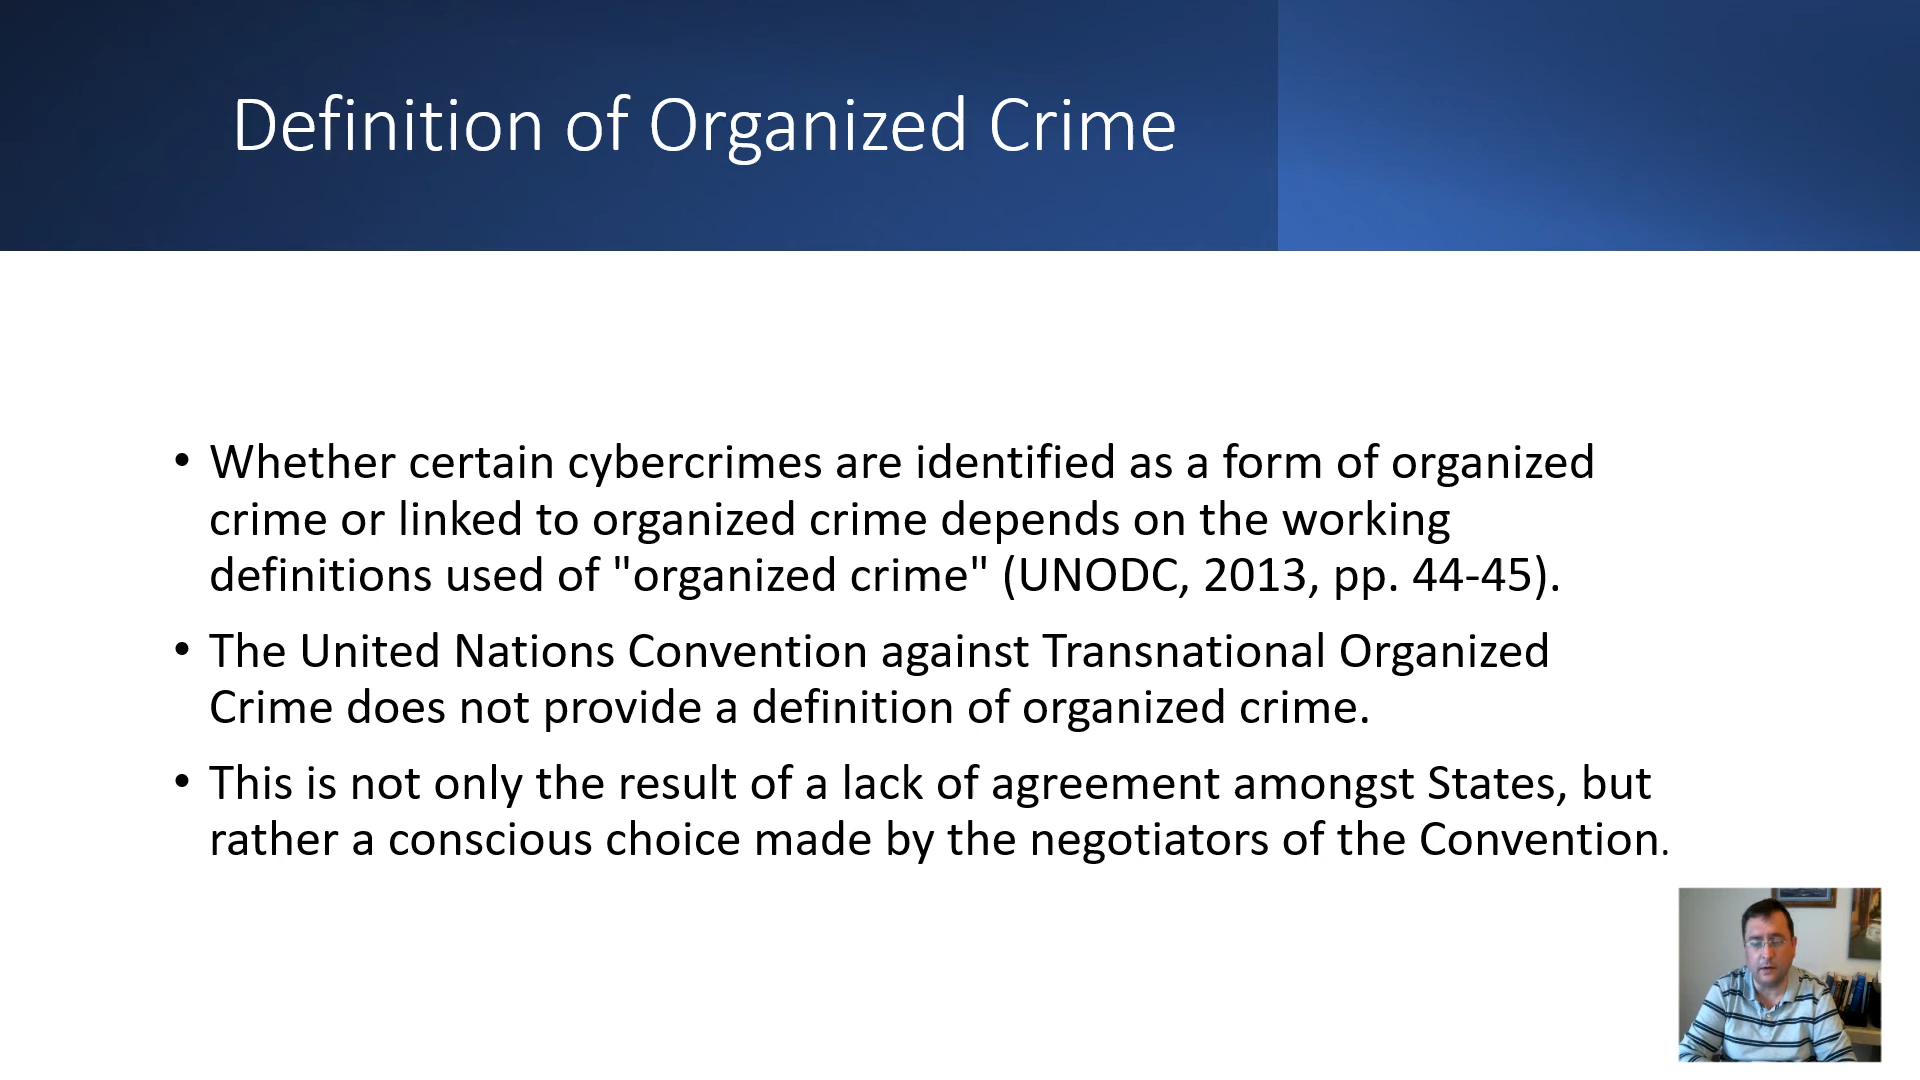 Definition of Organized Crime
• Whether certain cybercrimes are identified as a form of organized
crime or linked to organized crime depends on the working
definitions used of "organized crime" (UNODC, 2013, pp. 44-45).
• The United Nations Convention against Transnational Organized
Crime does not provide a definition of organized crime.
• This is not only the result of a lack of agreement amongst States, but
rather a conscious choice made by the negotiators of the Convention.